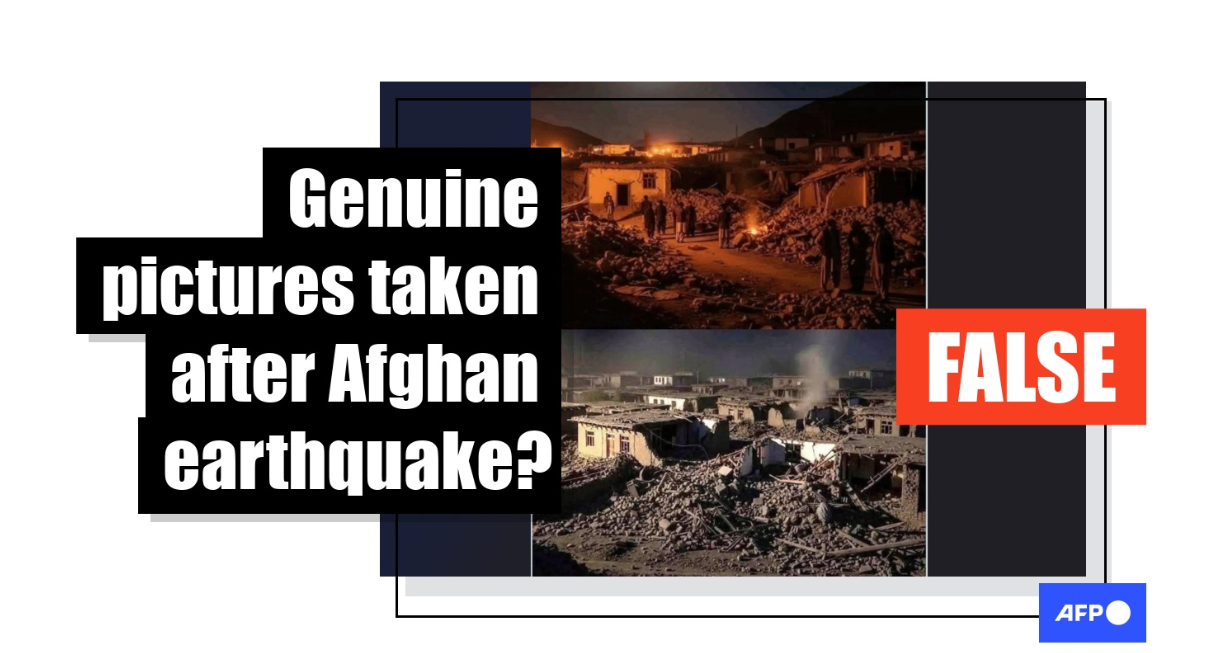 Genuine
pictures taken
after Afghan
earthquake?
FALSE
AFP